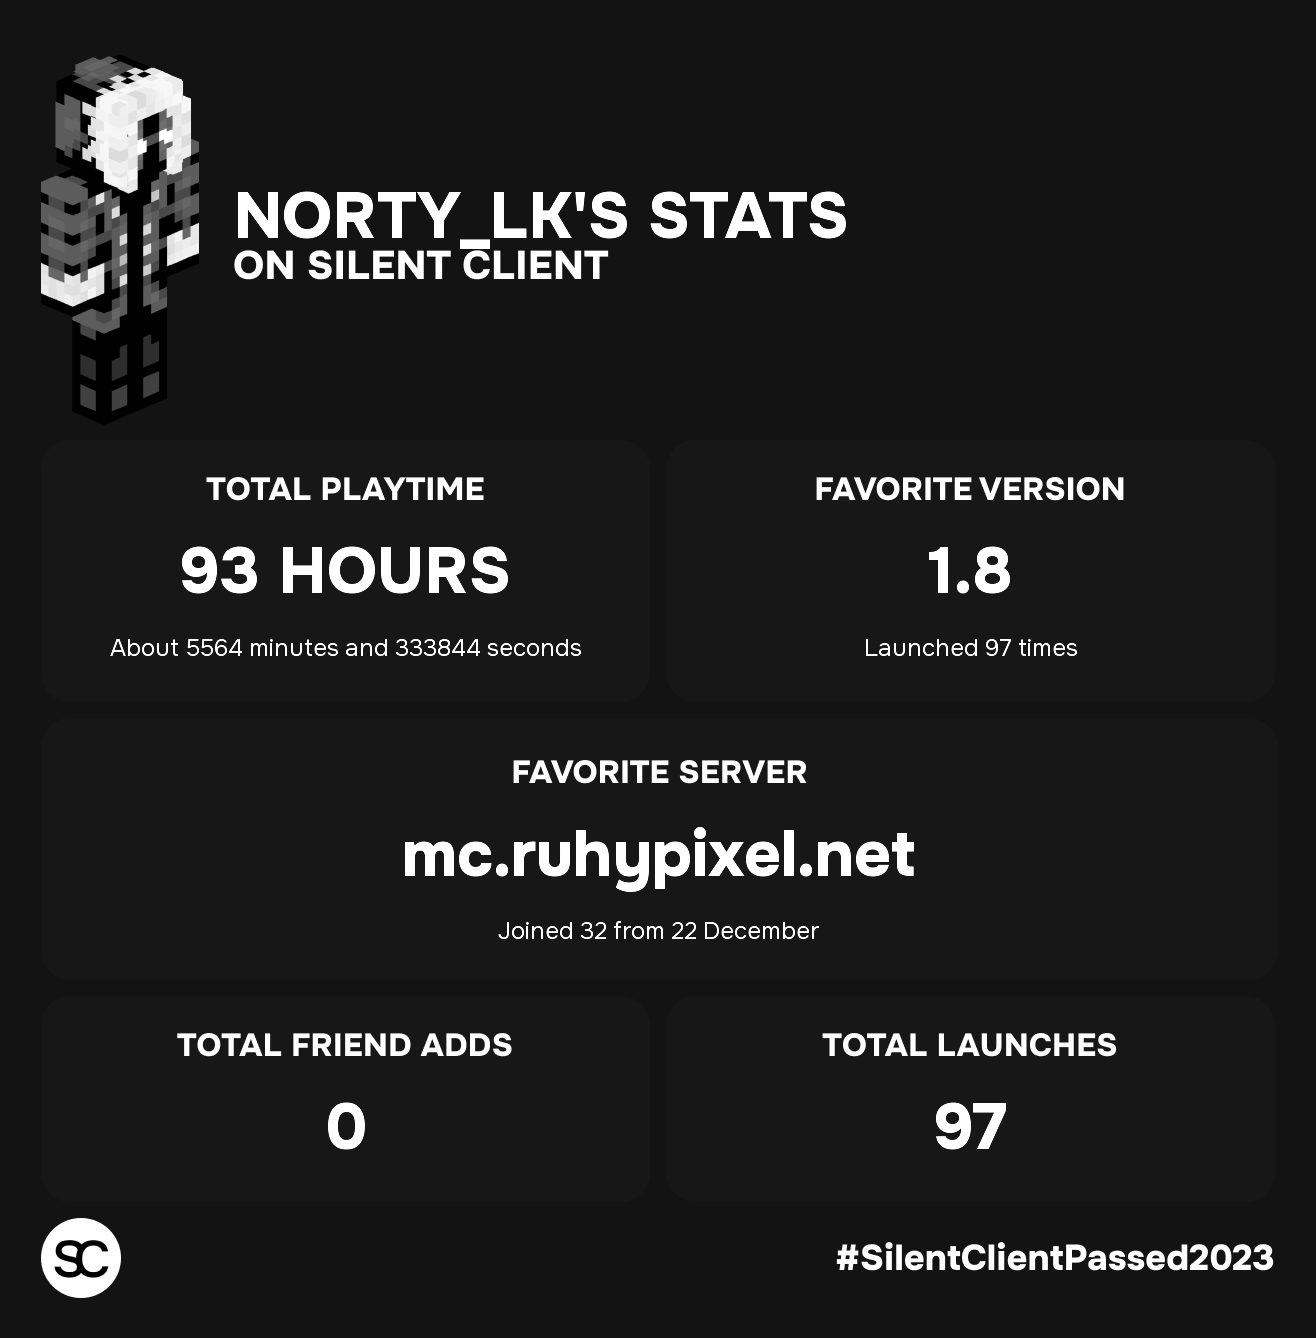 NORTY_LK'S STATS
ON SILENT CLIENT
TOTAL PLAYTIME
93 HOURS
About 5564 minutes and 333844 seconds
FAVORITE VERSION
1.8
Launched 97 times
FAVORITE SERVER
mc.ruhypixel.net
Joined 32 from 22 December
TOTAL FRIEND ADDS
0
TOTAL LAUNCHES
97
SC
#SilentClientPassed2023